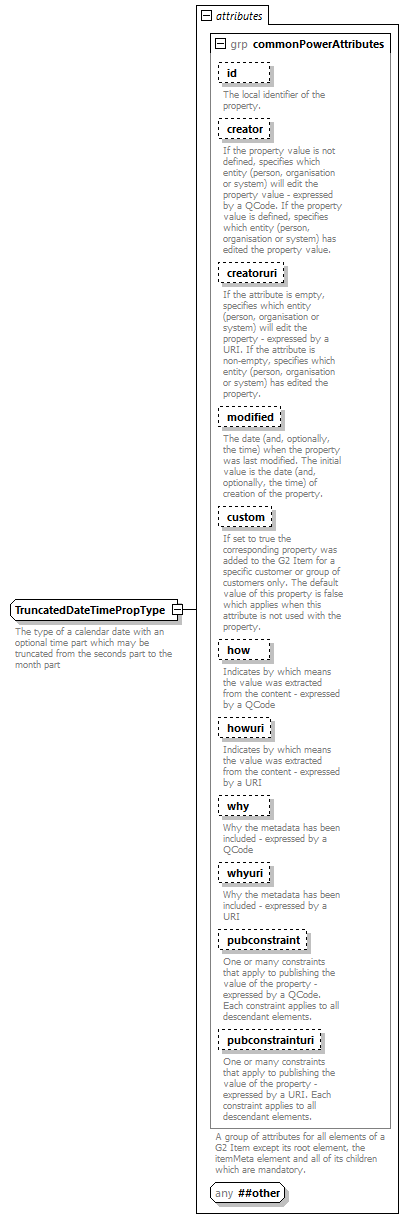 attributes
grp commonPowerAttributes
id
The local identifier of the
property.
creator
If the property value is not
defined, specifies which
entity (person, organisation
or system) will edit the
property value - expressed
by a QCode. If the property
value is defined, specifies
which entity (person,
organisation or system) has
edited the property value.
creatoruri
If the attribute is empty,
specifies which entity
(person, organisation or
system) will edit the
property - expressed by a
URI. If the attribute is
non-empty, specifies which
entity (person, organisation
or system) has edited the
property.
modified
The date (and, optionally,
the time) when the property
was last modified. The initial
value is the date (and,
optionally, the time) of
creation of the property.
custom
If set to true the
corresponding property was
added to the G2 Item for a
specific customer or group of
customers only. The default
value of this property is false
which applies when this
attribute is not used with the
property.
TruncatedDateTimePropType
The type of a calendar date with an
optional time part which may be
truncated from the seconds part to the
month part
how
Indicates by which means
the value was extracted
from the content - expressed
by a QCode
howuri
Indicates by which means
the value was extracted
from the content - expressed
by a URI
why
Why the metadata has been
included - expressed by a
QCode
whyuri
Why the metadata has been
included - expressed by a
URI
pubconstraint
One or many constraints
that apply to publishing the
value of the property -
expressed by a QCode.
Each constraint applies to all
descendant elements.
pubconstrainturi
One or many constraints
that apply to publishing the
value of the property -
expressed by a URI. Each
constraint applies to all
descendant elements.
A group of attributes for all elements of a
G2 Item except its root element, the
itemMeta element and all of its children
which are mandatory.
any ##other